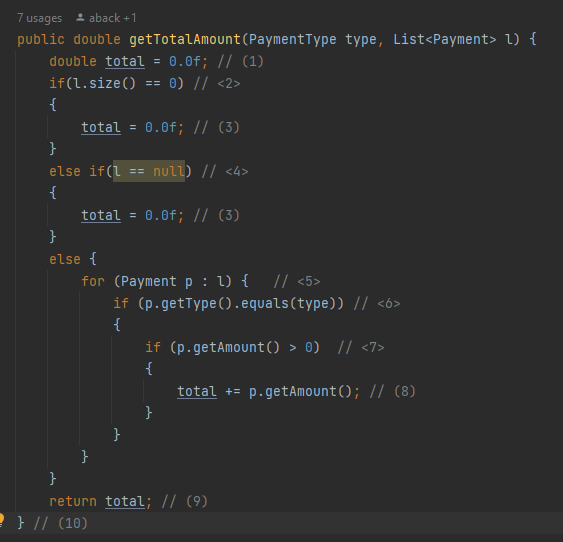 7 usages aback +1
public double getTotalAmount(PaymentType type, List<Payment> l) {
    double total = 0.0f; // (1)
    if(l.size() == 0) // <2>
    {
        total = 0.0f; // (3)
    }
    else if(l == null) // <4>
    {
        total = 0.0f; // (3)
    }
    else {
        for (Payment p : l) {   // <5>
            if (p.getType().equals(type)) // <6>
            {
                if (p.getAmount() > 0)  // <7>
                {
                    total += p.getAmount(); // (8)
                }
            }
        }
    }
    return total; // (9)
} // (10)